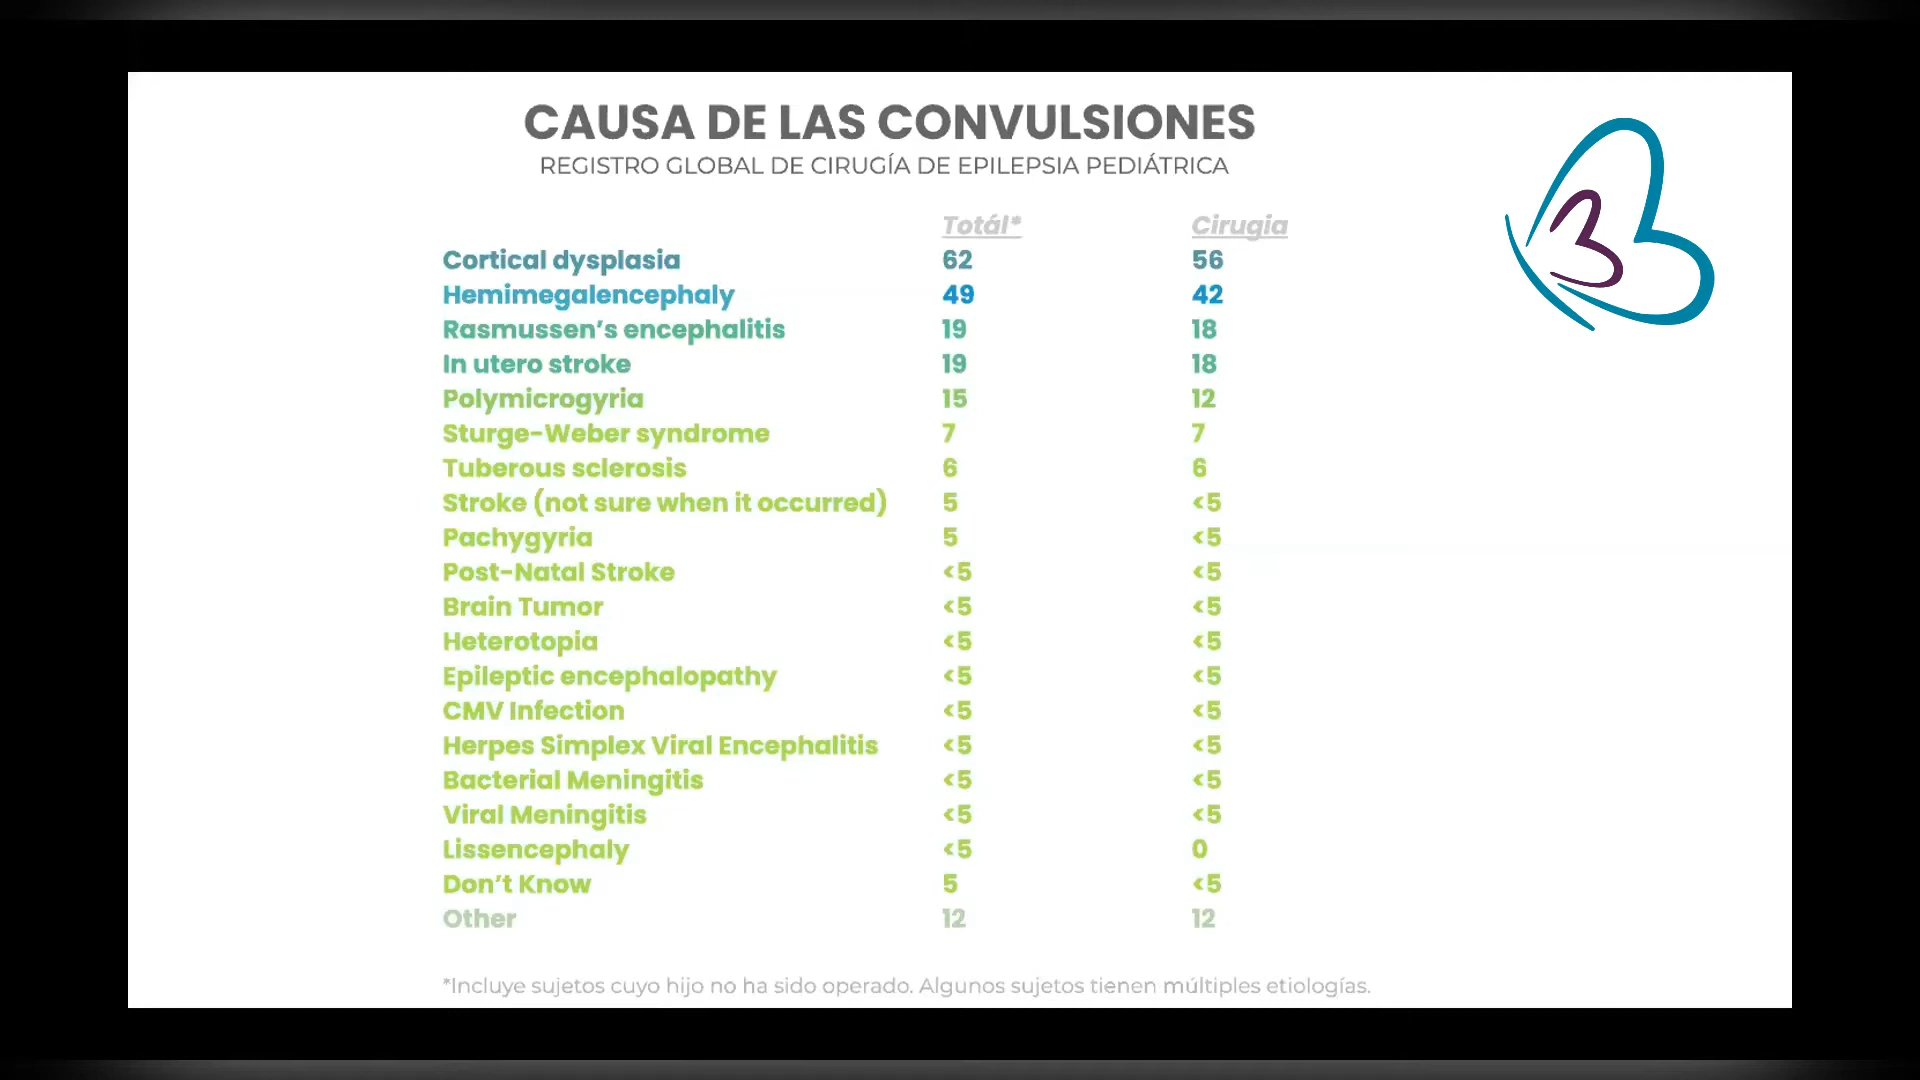 CAUSA DE LAS CONVULSIONES
REGISTRO GLOBAL DE CIRUGÍA DE EPILEPSIA PEDIÁTRICA
Totál* Cirugia
Cortical dysplasia 62 56
Hemimegalencephaly 49 42
Rasmussen’s encephalitis 19 18
In utero stroke 19 18
Polymicrogyria 15 12
Sturge-Weber syndrome 7 7
Tuberous sclerosis 6 6
Stroke (not sure when it occurred) 5 <5
Pachygyria 5 <5
Post-Natal Stroke <5 <5
Brain Tumor <5 <5
Heterotopia <5 <5
Epileptic encephalopathy <5 <5
CMV Infection <5 <5
Herpes Simplex Viral Encephalitis <5 <5
Bacterial Meningitis <5 <5
Viral Meningitis <5 <5
Lissencephaly <5 0
Don’t Know 5 <5
Other 12 12
*Incluye sujetos cuyo hijo no ha sido operado. Algunos sujetos tienen múltiples etiologías.